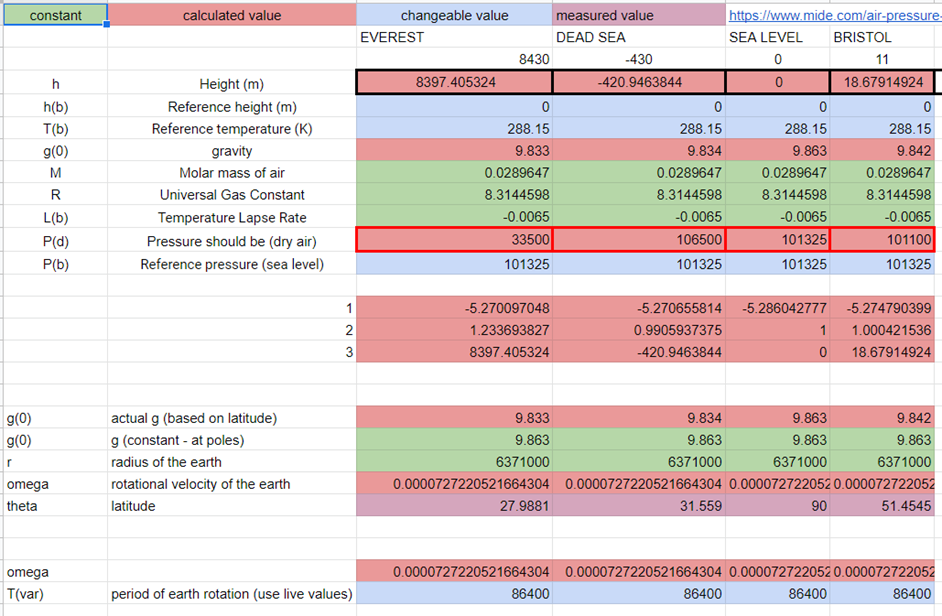 constant calculated value changeable value measured value https://www.mide.com/air-pressure-
EVEREST DEAD SEA SEA LEVEL BRISTOL
8430 -430 0 11
h Height (m) 8397.405324 -420.9463844 0 18.67914924
h(b) Reference height (m) 0 0 0 0
T(b) Reference temperature (K) 288.15 288.15 288.15 288.15
g(0) gravity 9.833 9.834 9.863 9.842
M Molar mass of air 0.0289647 0.0289647 0.0289647 0.0289647
R Universal Gas Constant 8.3144598 8.3144598 8.3144598 8.3144598
L(b) Temperature Lapse Rate -0.0065 -0.0065 -0.0065 -0.0065
P(d) Pressure should be (dry air) 33500 106500 101325 101100
P(b) Reference pressure (sea level) 101325 101325 101325 101325
1 -5.270097048 -5.270655814 -5.286042777 -5.274790399
2 1.233693827 0.9905937375 1 1.000421536
3 8397.405324 -420.9463844 0 18.67914924
g(0) actual g (based on latitude) 9.833 9.834 9.863 9.842
g(0) g (constant - at poles) 9.863 9.863 9.863 9.863
r radius of the earth 6371000 6371000 6371000 6371000
omega rotational velocity of the earth 0.0000727220521664304 0.0000727220521664304 0.000072722052 0.000072722052
theta latitude 27.9881 31.559 90 51.4545
omega 0.0000727220521664304 0.0000727220521664304 0.000072722052 0.000072722052
T(var) period of earth rotation (use live values) 86400 86400 86400 86400